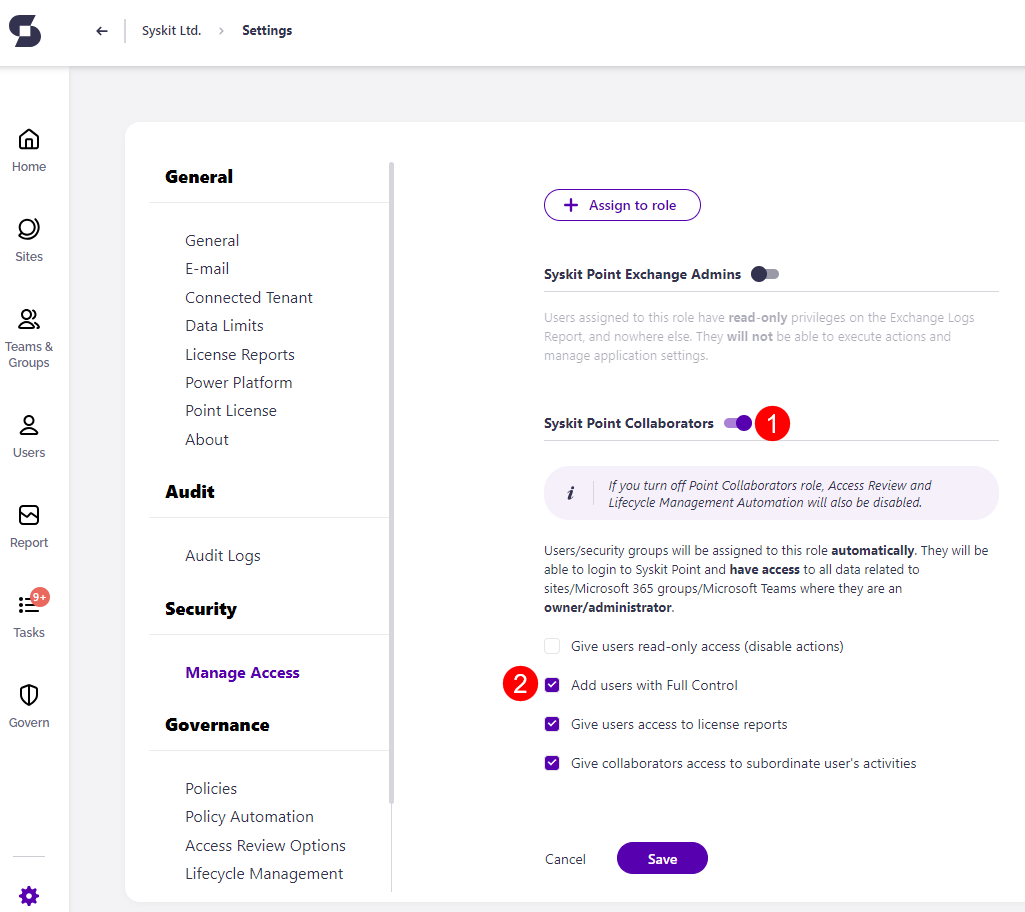 Syskit Ltd. > Settings
Home
Sites
Teams &
Groups
Users
Report
9+
Tasks
Govern
General
General
E-mail
Connected Tenant
Data Limits
License Reports
Power Platform
Point License
About
Audit
Audit Logs
Security
Manage Access
Governance
Policies
Policy Automation
Access Review Options
Lifecycle Management
+ Assign to role
Syskit Point Exchange Admins
Users assigned to this role have read-only privileges on the Exchange Logs
Report, and nowhere else. They will not be able to execute actions and
manage application settings.
Syskit Point Collaborators 1
i
If you turn off Point Collaborators role, Access Review and
Lifecycle Management Automation will also be disabled.
Users/security groups will be assigned to this role automatically. They will be
able to login to Syskit Point and have access to all data related to
sites/Microsoft 365 groups/Microsoft Teams where they are an
owner/administrator.
Give users read-only access (disable actions)
2 Add users with Full Control
Give users access to license reports
Give collaborators access to subordinate user's activities
Cancel Save